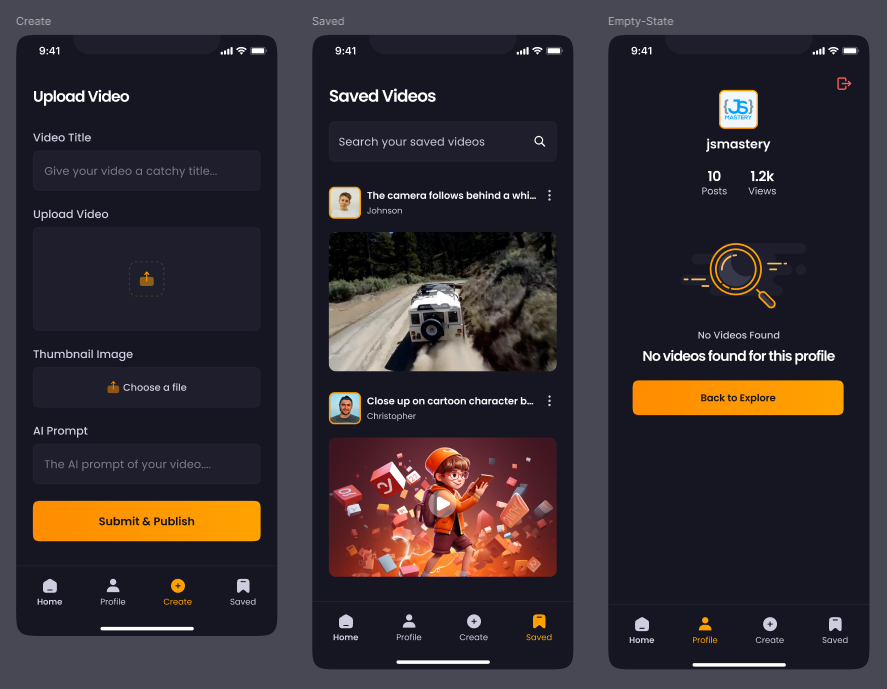 Create
9:41
Upload Video
Video Title
Give your video a catchy title...
Upload Video
Thumbnail Image
Choose a file
AI Prompt
The AI prompt of your video....
Submit & Publish
Home
Profile
Create
Saved
Saved
9:41
Saved Videos
Search your saved videos
The camera follows behind a whi...
Johnson
Close up on cartoon character b...
Christopher
Home
Profile
Create
Saved
Empty-State
9:41
{JS}
MASTERY
jsmastery
10 1.2k
Posts Views
No Videos Found
No videos found for this profile
Back to Explore
Home
Profile
Create
Saved